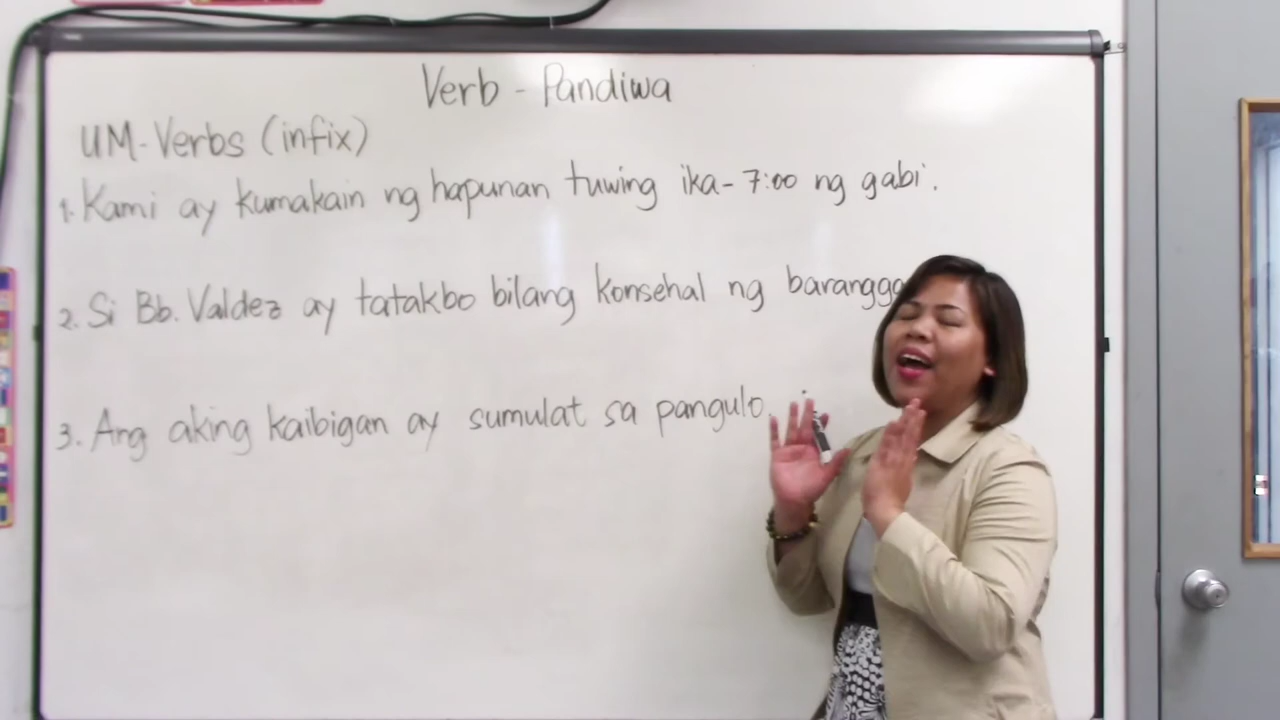 Verb - Pandiwa
UM-Verbs (infix)
1. Kami ay kumakain ng hapunan tuwing ika-7:00 ng gabi.
2. Si Bb. Valdez ay tatakbo bilang konsehal ng
3. Ang aking kaibigan ay sumulat sa pangulo.